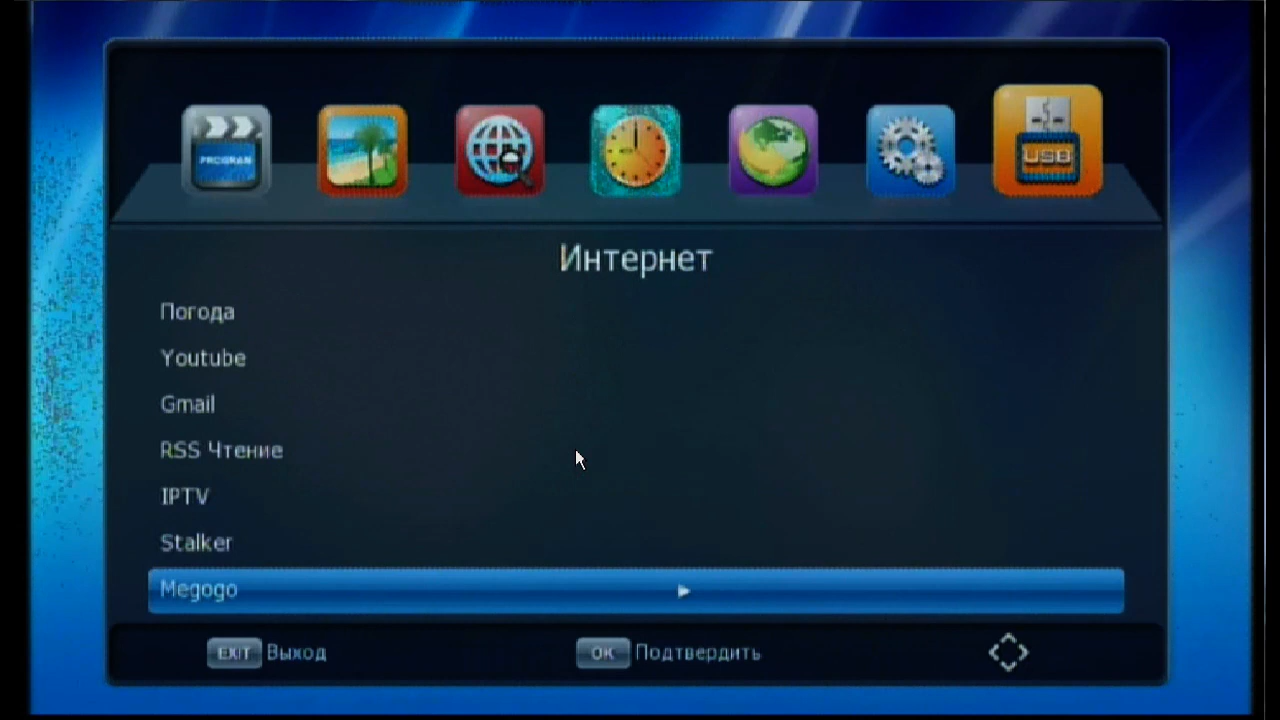 PROGRAM
USB
Интернет
Погода
Youtube
Gmail
RSS Чтение
IPTV
Stalker
Megogo
EXIT Выход
OK Подтвердить